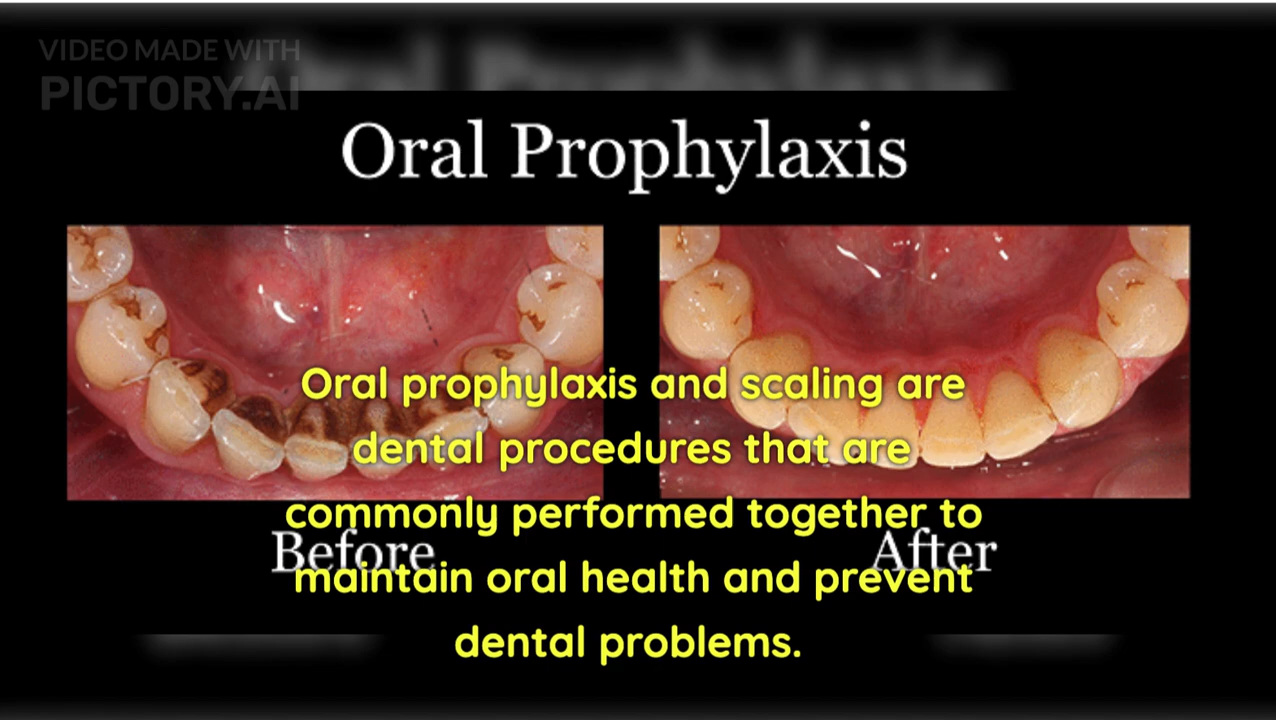 VIDEO MADE WITH
PICTORY.AI
Oral Prophylaxis
Oral prophylaxis and scaling are
dental procedures that are
commonly performed together to
Before
After
maintain oral health and prevent
dental problems.